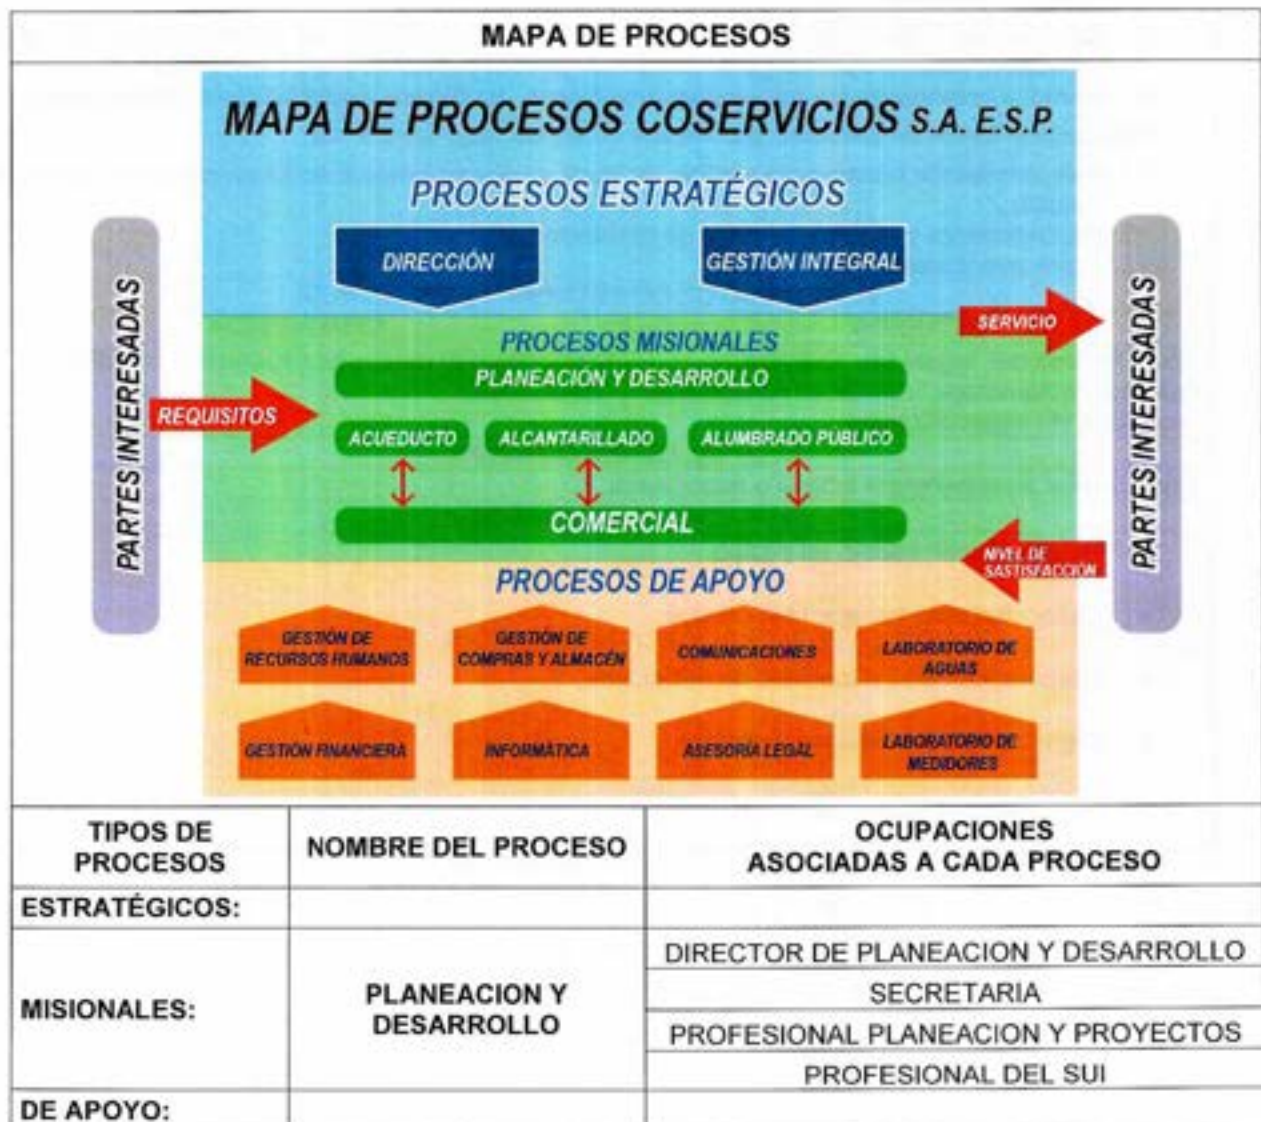 MAPA DE PROCESOS
MAPA DE PROCESOS COSERVICIOS S.A. E.S.P.
PROCESOS ESTRATÉGICOS
DIRECCIÓN
GESTIÓN INTEGRAL
PARTES INTERESADAS
PARTES INTERESADAS
SERVICIO
PROCESOS MISIONALES
PLANEACIÓN Y DESARROLLO
REQUISITOS
ACUEDUCTO
ALCANTARILLADO
ALUMBRADO PÚBLICO
COMERCIAL
NIVEL DE
SASTISFACCIÓN
PROCESOS DE APOYO
GESTIÓN DE
RECURSOS HUMANOS
GESTIÓN DE
COMPRAS Y ALMACÉN
COMUNICACIONES
LABORATORIO DE
AGUAS
GESTIÓN FINANCIERA
INFORMÁTICA
ASESORÍA LEGAL
LABORATORIO DE
MEDIDORES
TIPOS DE
PROCESOS
NOMBRE DEL PROCESO
OCUPACIONES
ASOCIADAS A CADA PROCESO
ESTRATÉGICOS:
MISIONALES:
PLANEACION Y
DESARROLLO
DIRECTOR DE PLANEACION Y DESARROLLO
SECRETARIA
PROFESIONAL PLANEACION Y PROYECTOS
PROFESIONAL DEL SUI
DE APOYO: